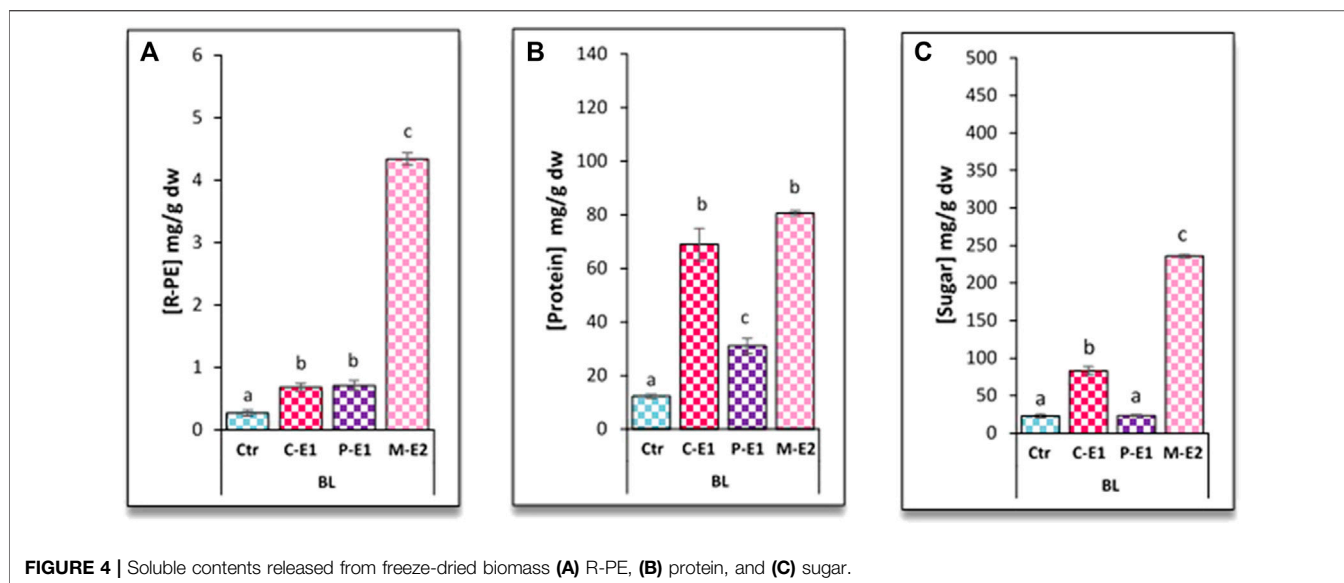 A
[R-PE] mg/g dw
6
5
4
3
2
1
0
a
b
b
c
Ctr C-E1 P-E1 M-E2
BL
B
[Protein] mg/g dw
140
120
100
80
60
40
20
0
a
b
c
b
Ctr C-E1 P-E1 M-E2
BL
C
[Sugar] mg/g dw
500
450
400
350
300
250
200
150
100
50
0
a
b
a
c
Ctr C-E1 P-E1 M-E2
BL
FIGURE 4 | Soluble contents released from freeze-dried biomass (A) R-PE, (B) protein, and (C) sugar.